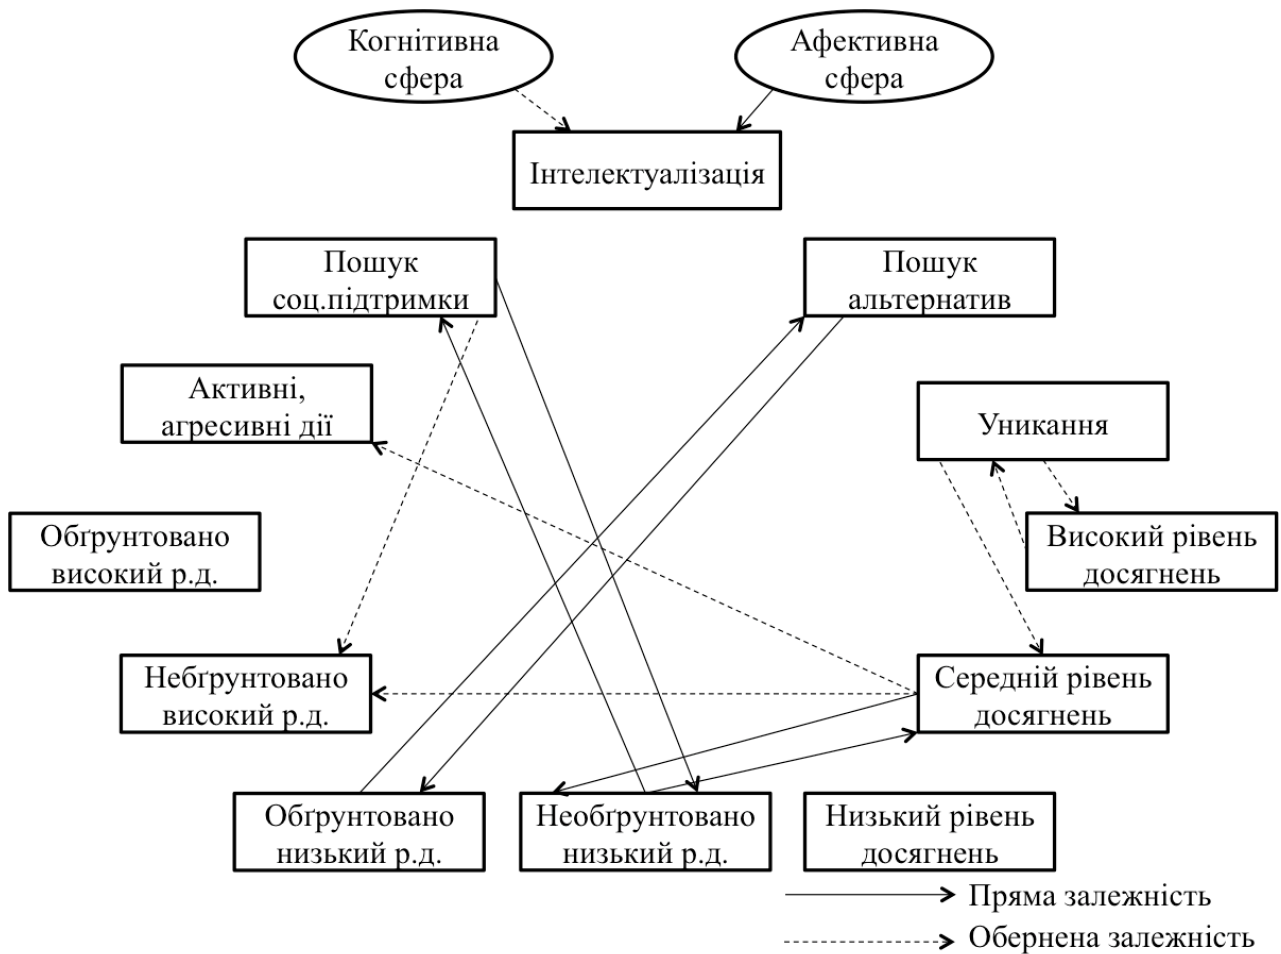 Когнітивна
сфера
Афективна
сфера
Інтелектуалізація
Пошук
соц.підтримки
Пошук
альтернатив
Активні,
агресивні дії
Уникання
Обґрунтовано
високий р.д.
Високий рівень
досягнень
Небґрунтовано
високий р.д.
Середній рівень
досягнень
Обґрунтовано
низький р.д.
Необґрунтовано
низький р.д.
Низький рівень
досягнень
Пряма залежність
Обернена залежність